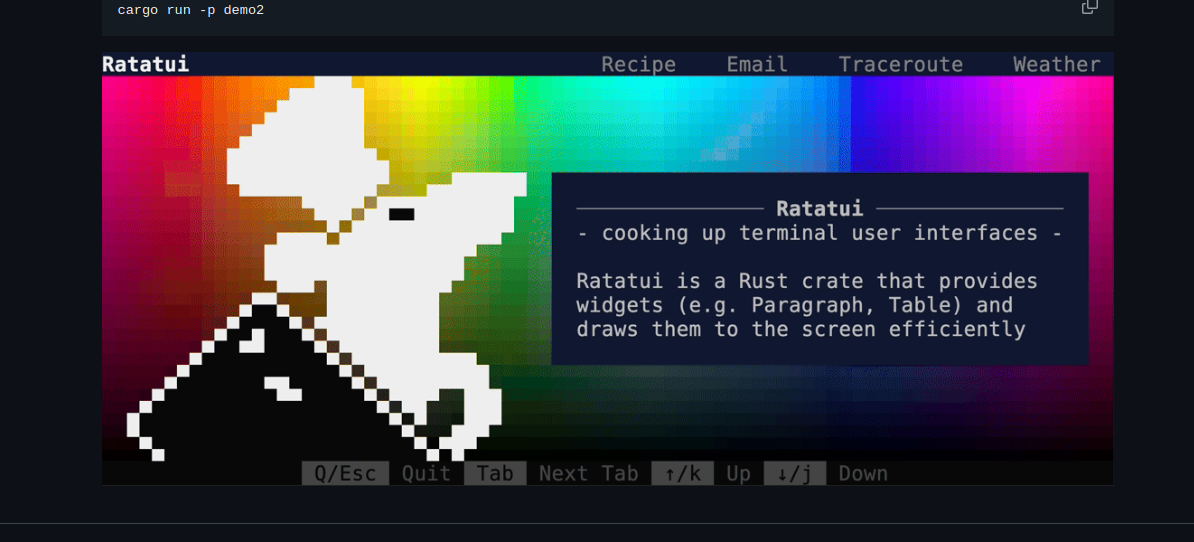 cargo run -p demo2
Ratatui Recipe Email Traceroute Weather
Ratatui
- cooking up terminal user interfaces -
Ratatui is a Rust crate that provides
widgets (e.g. Paragraph, Table) and
draws them to the screen efficiently
Q/Esc Quit Tab Next Tab ↑/k Up ↓/j Down